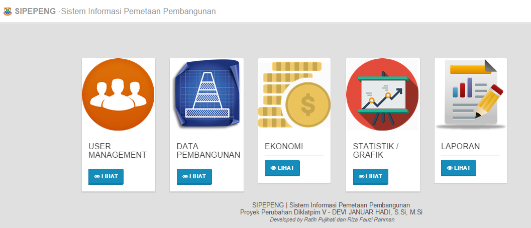 SIPEPENG -Sistem Informasi Pemetaan Pembangunan
USER
MANAGEMENT
LIHAT
DATA
PEMBANGUNAN
LIHAT
EKONOMI
LIHAT
STATISTIK /
GRAFIK
LIHAT
LAPORAN
LIHAT
SIPEPENG | Sistem Informasi Pemetaan Pembangunan
Proyek Perubahan Diklatpim V - DEVI JANUAR HADI, S.Si, M.Si
Developed by Ratih Fujihati dan Riza Fauzi Rahman